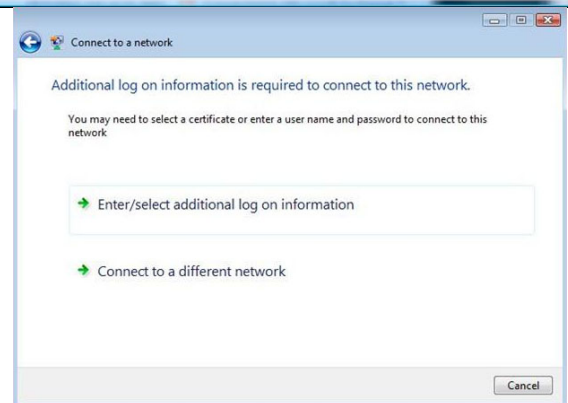 Connect to a network
Additional log on information is required to connect to this network.
You may need to select a certificate or enter a user name and password to connect to this
network
Enter/select additional log on information
Connect to a different network
Cancel